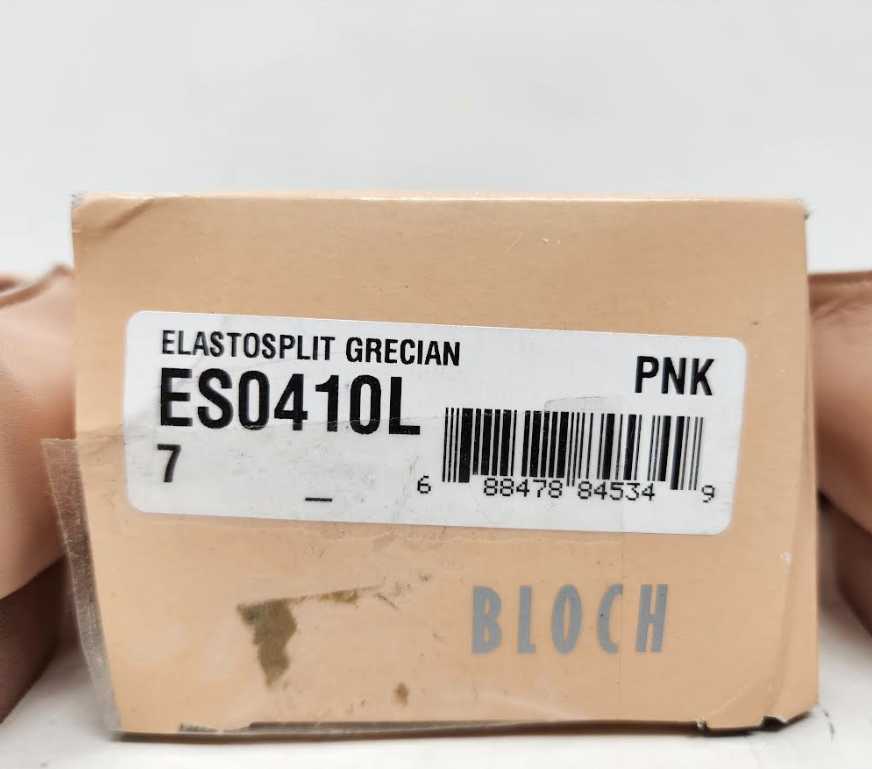 ELASTOSPLIT GRECIAN
PNK
ES0410L
7 _
6 88478 84534 9
BLOCH